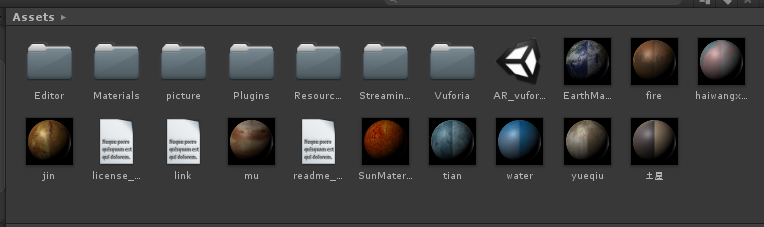 Assets
Editor Materials picture Plugins Resourc... Streamin... Vuforia AR_vufor... EarthMa... fire haiwangx...
jin license_... link mu readme_... SunMater... tian water yueqiu 土星